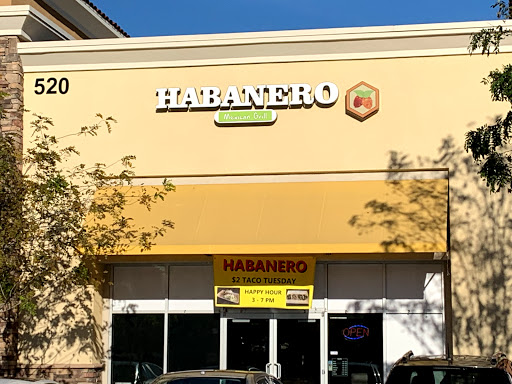 520
HABANERO
Mexican Grill
HABANERO
$2 TACO TUESDAY
HAPPY HOUR
3 - 7 PM
OPEN